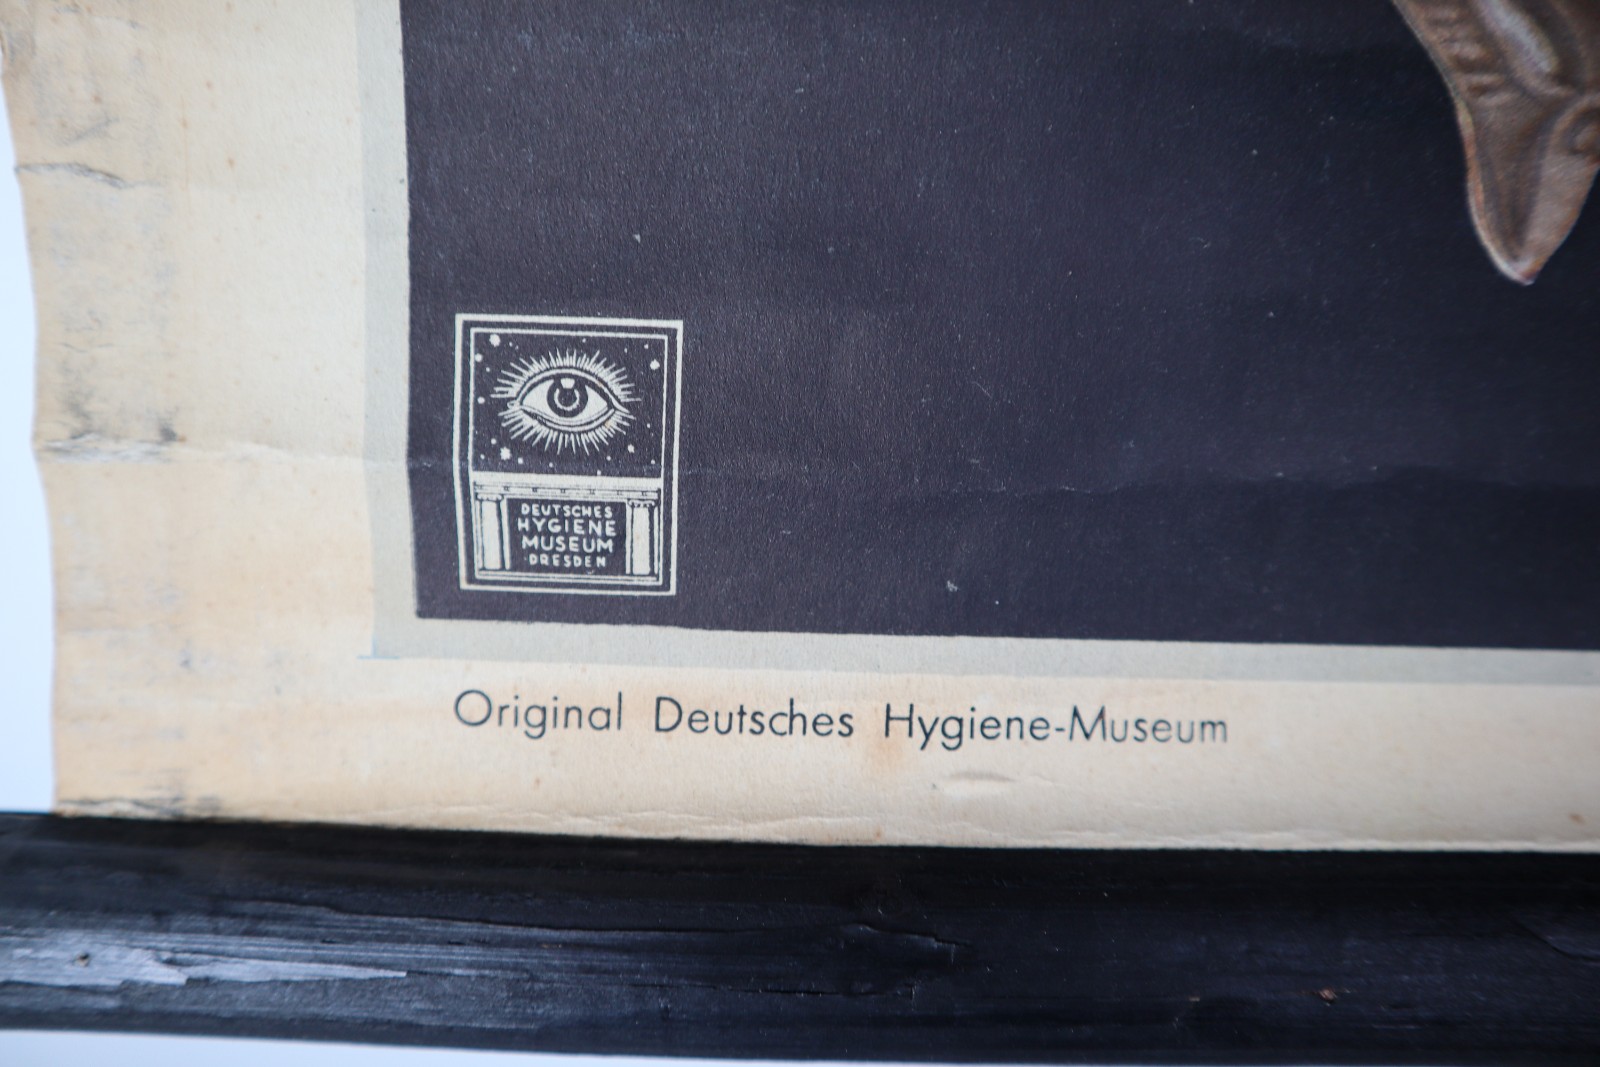 DEUTSCHES
HYGIENE
MUSEUM
DRESDEN
Original Deutsches Hygiene-Museum